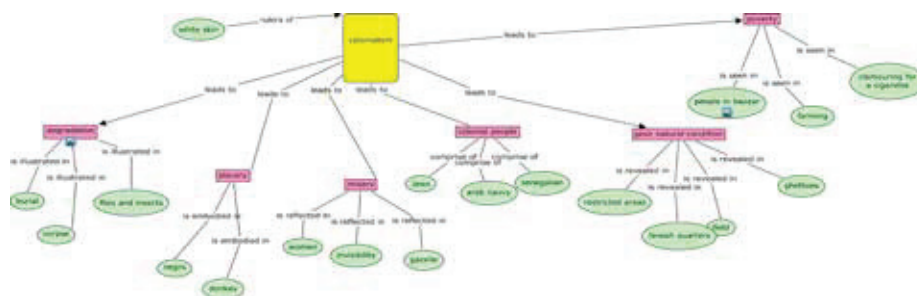 white skin
rulers of
colonialism
leads to
poverty
is seen in
is seen in
is seen in
people in bazaar
farming
clamouring for
a cigarette
leads to
degradation
is illustrated in
is illustrated in
is illustrated in
burial
corpse
flies and insects
leads to
slavery
is embodied in
is embodied in
negro
donkey
leads to
misery
is reflected in
is reflected in
is reflected in
women
invisibility
gazelle
leads to
colonial people
comprise of
comprise of
comprise of
jews
arab navvy
senegalese
leads to
poor natural condition
is revealed in
is revealed in
is revealed in
is revealed in
restricted areas
jewish quarters
field
ghettoes